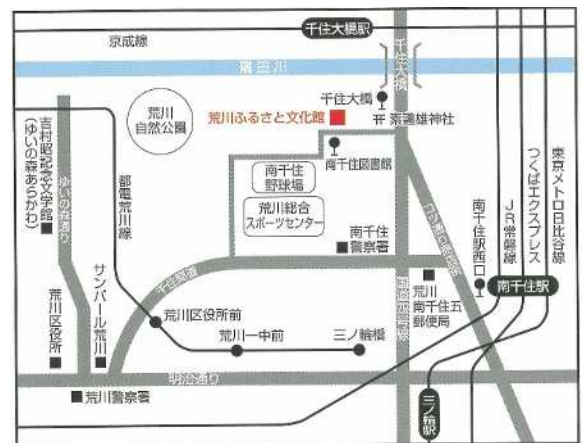 千住大橋駅
京成線
隅田川
千住大橋
千住大橋
荒川
自然公園
荒川ふるさと文化館
素盞雄神社
南千住図書館
吉村昭記念文学館
(ゆいの森あらかわ)
ゆいの森通り
都電荒川線
南千住
野球場
荒川総合
スポーツセンター
南千住
警察署
コツ通り商店街
南千住駅西口
JR常磐線
つくばエクスプレス
東京メトロ日比谷線
南千住駅
千住間道
国道四号線
荒川
南千住五
郵便局
荒川区役所
サンパール荒川
荒川区役所前
荒川一中前
三ノ輪橋
明治通り
荒川警察署
三ノ輪駅